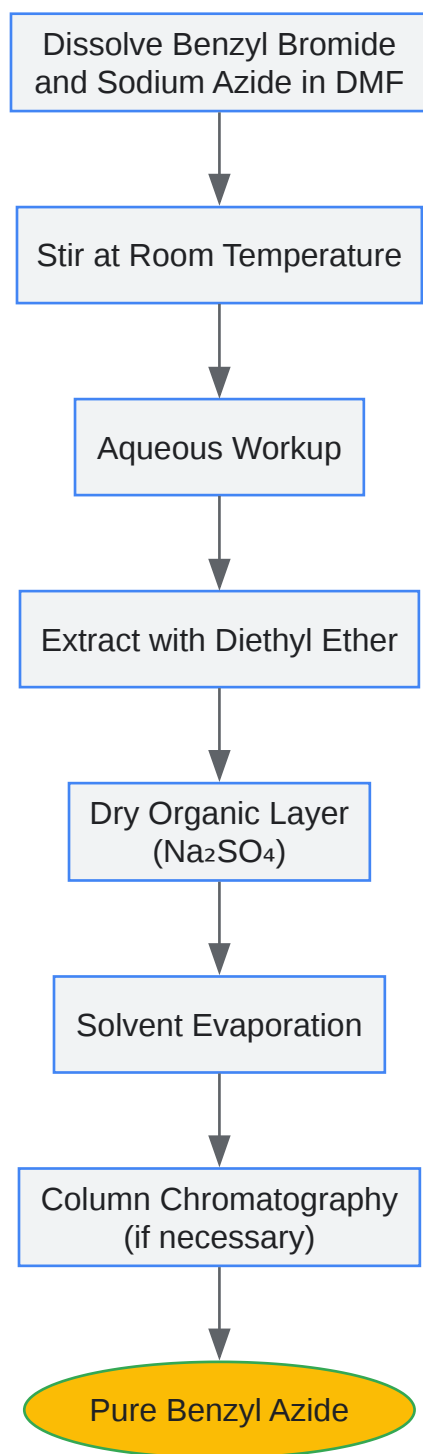 Dissolve Benzyl Bromide
and Sodium Azide in DMF
Stir at Room Temperature
Aqueous Workup
Extract with Diethyl Ether
Dry Organic Layer
(Na₂SO₄)
Solvent Evaporation
Column Chromatography
(if necessary)
Pure Benzyl Azide